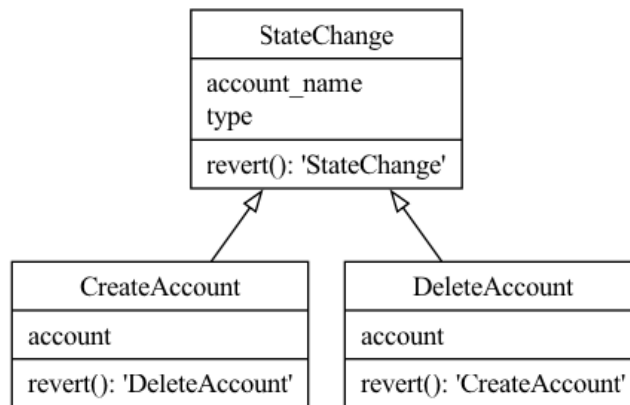 StateChange
account_name
type
revert(): 'StateChange'
CreateAccount
account
revert(): 'DeleteAccount'
DeleteAccount
account
revert(): 'CreateAccount'